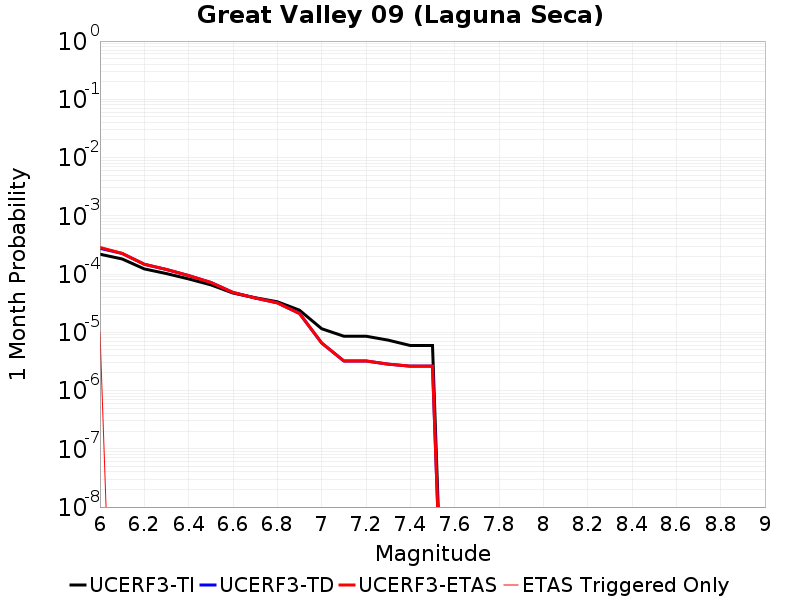 Great Valley 09 (Laguna Seca)
1 Month Probability
10^0
10^-1
10^-2
10^-3
10^-4
10^-5
10^-6
10^-7
10^-8
6 6.2 6.4 6.6 6.8 7 7.2 7.4 7.6 7.8 8 8.2 8.4 8.6 8.8 9
Magnitude
UCERF3-TI UCERF3-TD UCERF3-ETAS ETAS Triggered Only